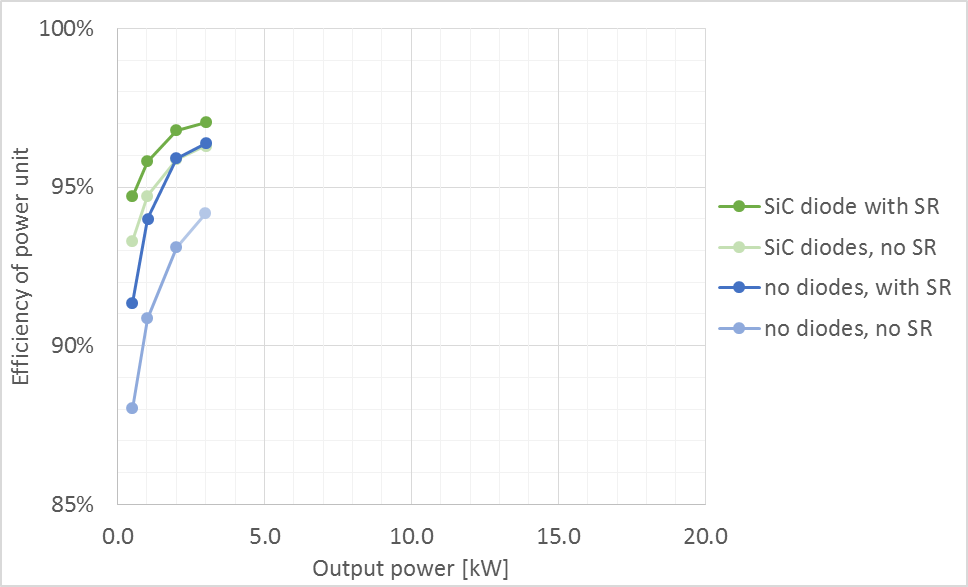 100%
95%
90%
85%
Efficiency of power unit
0.0 5.0 10.0 15.0 20.0
Output power [kW]
SiC diode with SR
SiC diodes, no SR
no diodes, with SR
no diodes, no SR